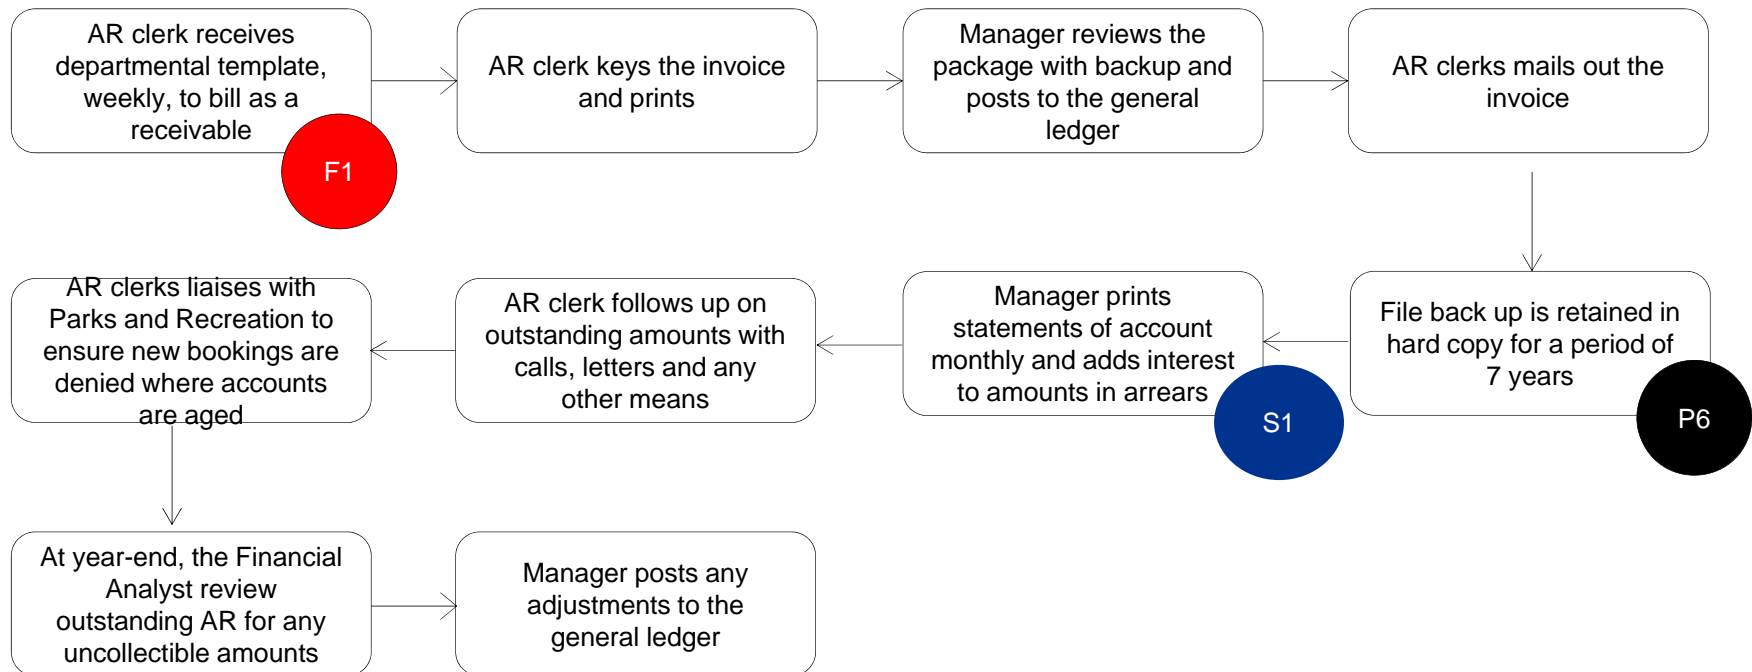 AR clerk receives
departmental template,
weekly, to bill as a
receivable
F1
AR clerk keys the invoice
and prints
Manager reviews the
package with backup and
posts to the general
ledger
AR clerks mails out the
invoice
File back up is retained in
hard copy for a period of
7 years
P6
Manager prints
statements of account
monthly and adds interest
to amounts in arrears
S1
AR clerk follows up on
outstanding amounts with
calls, letters and any
other means
AR clerks liaises with
Parks and Recreation to
ensure new bookings are
denied where accounts
are aged
At year-end, the Financial
Analyst review
outstanding AR for any
uncollectible amounts
Manager posts any
adjustments to the
general ledger